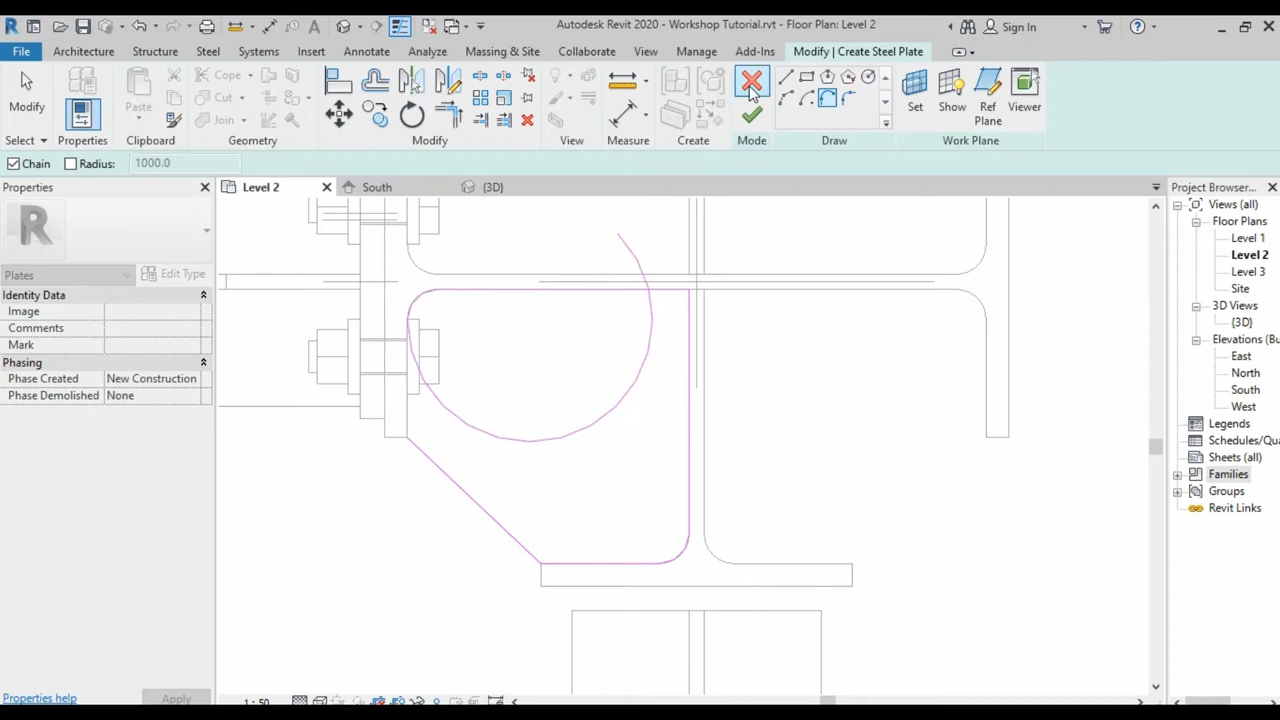 Autodesk Revit 2020 - Workshop Tutorial.rvt - Floor Plan: Level 2
Sign In
File
Architecture
Structure
Steel
Systems
Insert
Annotate
Analyze
Massing & Site
Collaborate
View
Manage
Add-Ins
Modify | Create Steel Plate
Modify
Paste
Cope
Cut
Join
Set
Show
Ref
Plane
Viewer
Select
Properties
Clipboard
Geometry
Modify
View
Measure
Create
Mode
Draw
Work Plane
Chain
Radius:
1000.0
Properties
Level 2
South
{3D}
Project Browser...
Plates
Edit Type
Identity Data
Image
Comments
Mark
Phasing
Phase Created
New Construction
Phase Demolished
None
Views (all)
Floor Plans
Level 1
Level 2
Level 3
Site
3D Views
{3D}
Elevations (Bu
East
North
South
West
Legends
Schedules/Qua
Sheets (all)
Families
Groups
Revit Links
Properties help
Apply
1 : 50